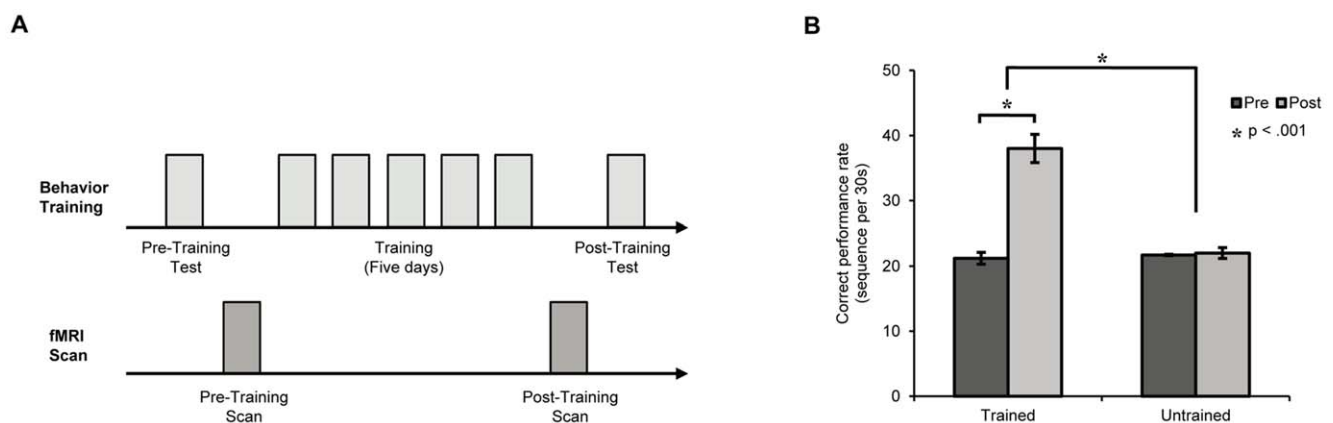 A
Behavior
Training
Pre-Training
Test
Training
(Five days)
Post-Training
Test
fMRI
Scan
Pre-Training
Scan
Post-Training
Scan
B
Correct performance rate
(sequence per 30s)
50
40
30
20
10
0
*
*
Pre Post
* p < .001
Trained
Untrained